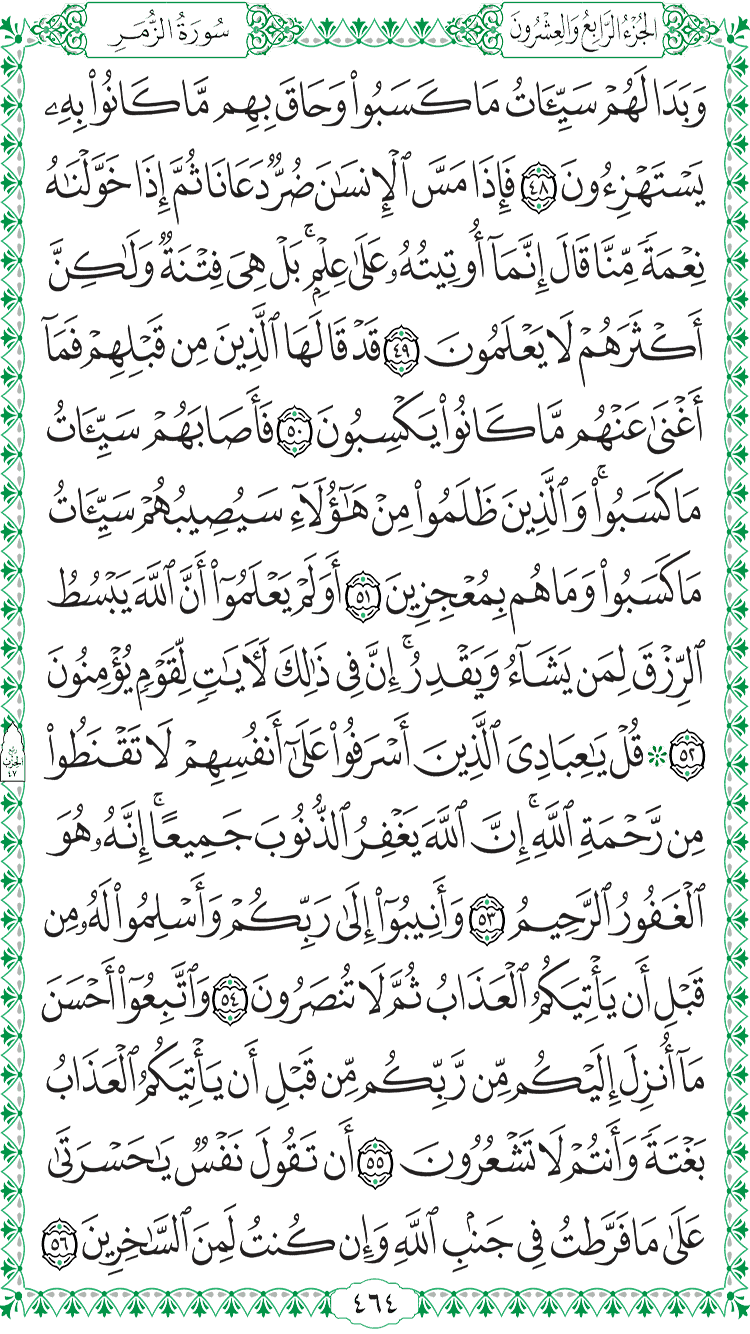 الجُزْءُ الرَّابِعُ وَالعِشْرُونَ
سُورَةُ الزُّمَرِ
وَبَدَا لَهُمْ سَيِّـَٔاتُ مَا كَسَبُوا۟ وَحَاقَ بِهِم مَّا كَانُوا۟ بِهِۦ
يَسْتَهْزِءُونَ ٤٨ فَإِذَا مَسَّ ٱلْإِنسَـٰنَ ضُرٌّ دَعَانَا ثُمَّ إِذَا خَوَّلْنَـٰهُ
نِعْمَةً مِّنَّا قَالَ إِنَّمَآ أُوتِيتُهُۥ عَلَىٰ عِلْمٍۭ ۚ بَلْ هِىَ فِتْنَةٌ وَلَـٰكِنَّ
أَكْثَرَهُمْ لَا يَعْلَمُونَ ٤٩ قَدْ قَالَهَا ٱلَّذِينَ مِن قَبْلِهِمْ فَمَآ
أَغْنَىٰ عَنْهُم مَّا كَانُوا۟ يَكْسِبُونَ ٥٠ فَأَصَابَهُمْ سَيِّـَٔاتُ
مَا كَسَبُوا۟ ۚ وَٱلَّذِينَ ظَلَمُوا۟ مِنْ هَـٰٓؤُلَآءِ سَيُصِيبُهُمْ سَيِّـَٔاتُ
مَا كَسَبُوا۟ وَمَا هُم بِمُعْجِزِينَ ٥١ أَوَلَمْ يَعْلَمُوٓا۟ أَنَّ ٱللَّهَ يَبْسُطُ
ٱلرِّزْقَ لِمَن يَشَآءُ وَيَقْدِرُ ۚ إِنَّ فِى ذَٰلِكَ لَـَٔايَـٰتٍ لِّقَوْمٍ يُؤْمِنُونَ
٥٢ ۞ قُلْ يَـٰعِبَادِىَ ٱلَّذِينَ أَسْرَفُوا۟ عَلَىٰٓ أَنفُسِهِمْ لَا تَقْنَطُوا۟
مِن رَّحْمَةِ ٱللَّهِ ۚ إِنَّ ٱللَّهَ يَغْفِرُ ٱلذُّنُوبَ جَمِيعًا ۚ إِنَّهُۥ هُوَ
ٱلْغَفُورُ ٱلرَّحِيمُ ٥٣ وَأَنِيبُوٓا۟ إِلَىٰ رَبِّكُمْ وَأَسْلِمُوا۟ لَهُۥ مِن
قَبْلِ أَن يَأْتِيَكُمُ ٱلْعَذَابُ ثُمَّ لَا تُنصَرُونَ ٥٤ وَٱتَّبِعُوٓا۟ أَحْسَنَ
مَآ أُنزِلَ إِلَيْكُم مِّن رَّبِّكُم مِّن قَبْلِ أَن يَأْتِيَكُمُ ٱلْعَذَابُ
بَغْتَةً وَأَنتُمْ لَا تَشْعُرُونَ ٥٥ أَن تَقُولَ نَفْسٌ يَـٰحَسْرَتَىٰ
عَلَىٰ مَا فَرَّطتُ فِى جَنۢبِ ٱللَّهِ وَإِن كُنتُ لَمِنَ ٱلسَّـٰخِرِينَ ٥٦
٤٦٤